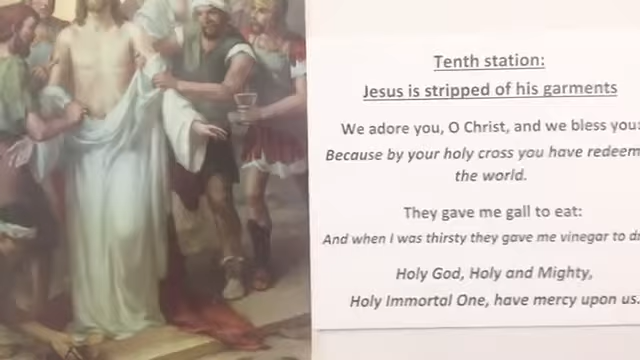 Tenth station:
Jesus is stripped of his garments
We adore you, O Christ, and we bless you:
Because by your holy cross you have redeem
the world.
They gave me gall to eat:
And when I was thirsty they gave me vinegar to dr
Holy God, Holy and Mighty,
Holy Immortal One, have mercy upon us.